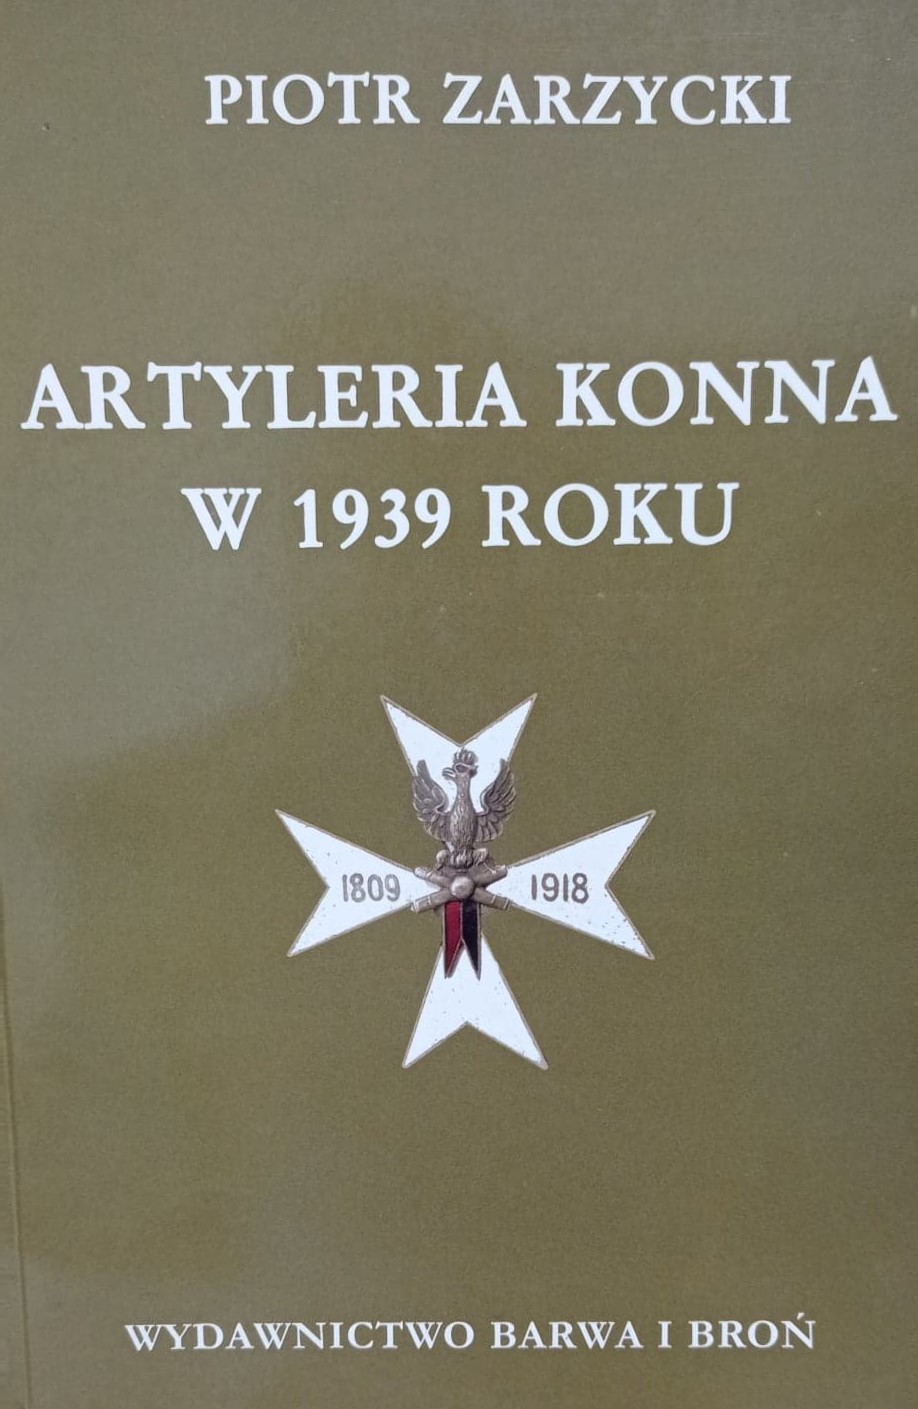 PIOTR ZARZYCKI
ARTYLERIA KONNA
W 1939 ROKU
1809 1918
WYDAWNICTWO BARWA I BROŃ